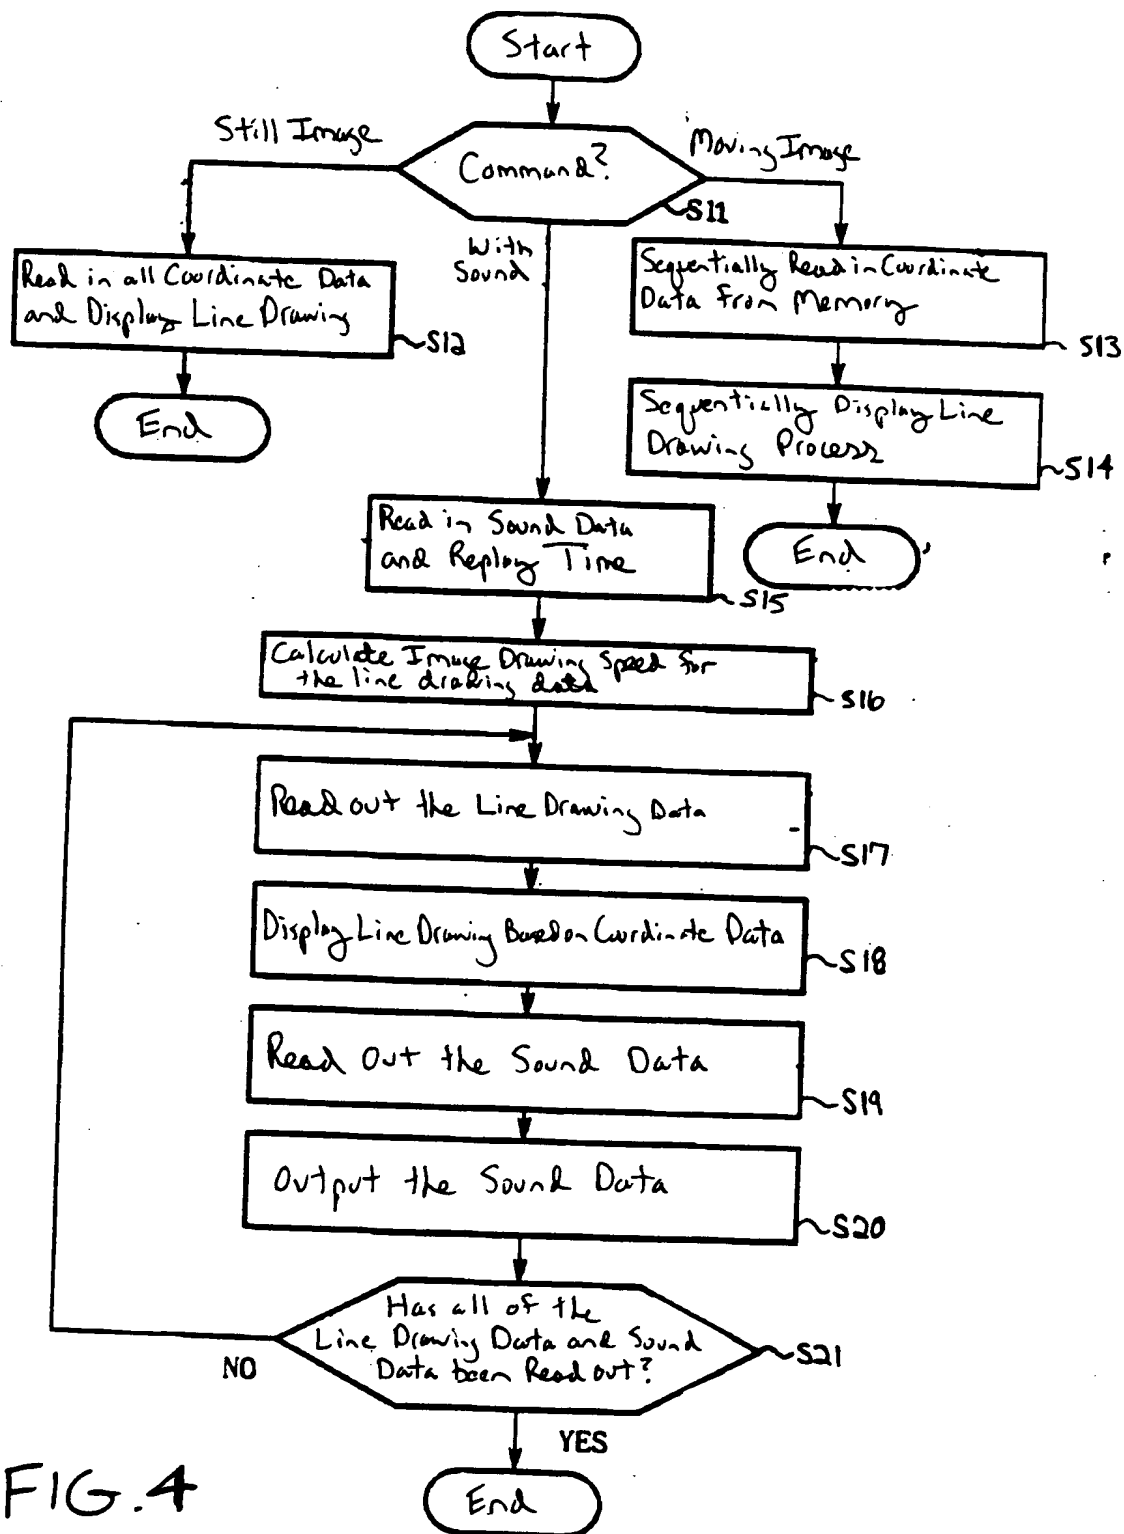 Start
Still Image
Command?
Moving Image
S11
With
Sound
Read in all Coordinate Data
and Display Line Drawing
S12
End
Sequentially Read in Coordinate
Data from Memory
S13
Sequentially Display Line
Drawing Process
S14
End
Read in Sound Data
and Replay Time
S15
Calculate Image Drawing Speed for
the line drawing data
S16
Read out the Line Drawing Data
S17
Display Line Drawing Based on Coordinate Data
S18
Read Out the Sound Data
S19
Output the Sound Data
S20
Has all of the
Line Drawing Data and Sound
Data been Read out?
S21
NO
YES
End
FIG. 4